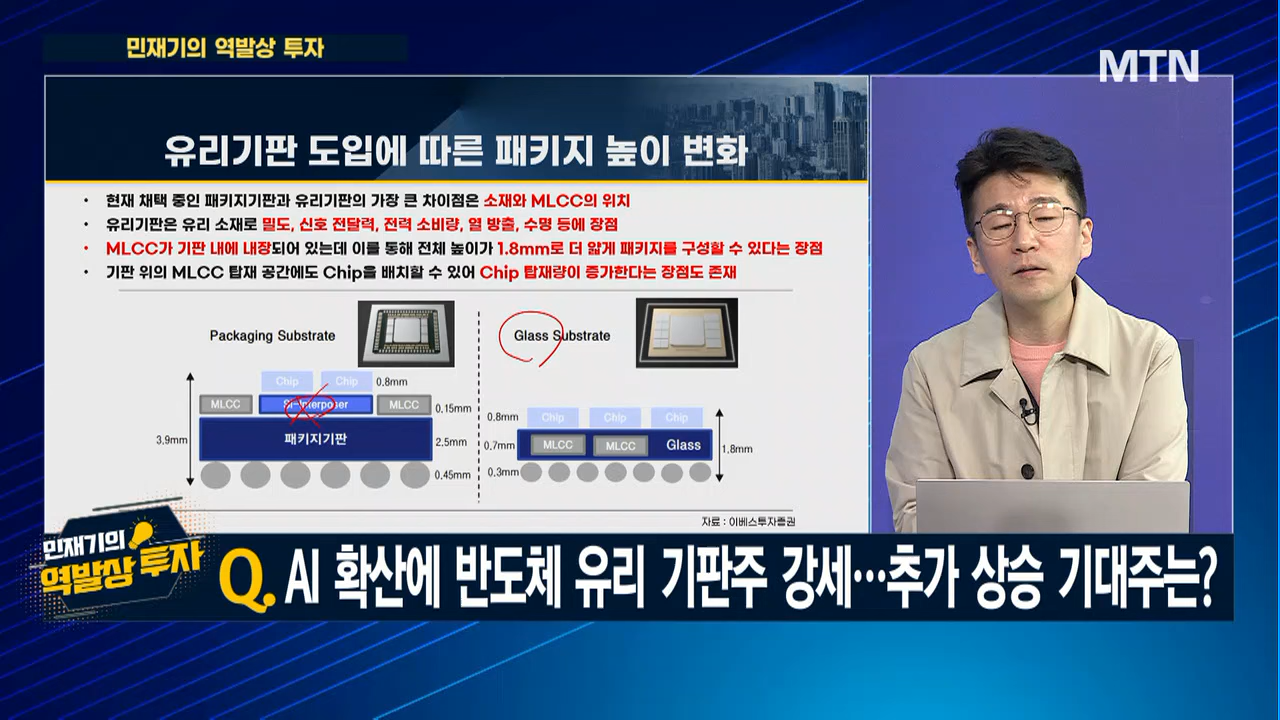 민재기의 역발상 투자
MTN
유리기판 도입에 따른 패키지 높이 변화
• 현재 채택 중인 패키지기판과 유리기판의 가장 큰 차이점은 소재와 MLCC의 위치
• 유리기판은 유리 소재로 밀도, 신호 전달력, 전력 소비량, 열 방출, 수명 등에 장점
• MLCC가 기판 내에 내장되어 있는데 이를 통해 전체 높이가 1.8mm로 더 얇게 패키지를 구성할 수 있다는 장점
• 기판 위의 MLCC 탑재 공간에도 Chip을 배치할 수 있어 Chip 탑재량이 증가한다는 장점도 존재
Packaging Substrate
Chip Chip 0.8mm
MLCC Si-Interposer MLCC 0.15mm
3.9mm 패키지기판 2.5mm
0.45mm
Glass Substrate
0.8mm Chip Chip Chip
0.7mm MLCC MLCC Glass 1.8mm
0.3mm
자료 : 이베스투자증권
민재기의
역발상 투자
Q. AI 확산에 반도체 유리 기판주 강세…추가 상승 기대주는?